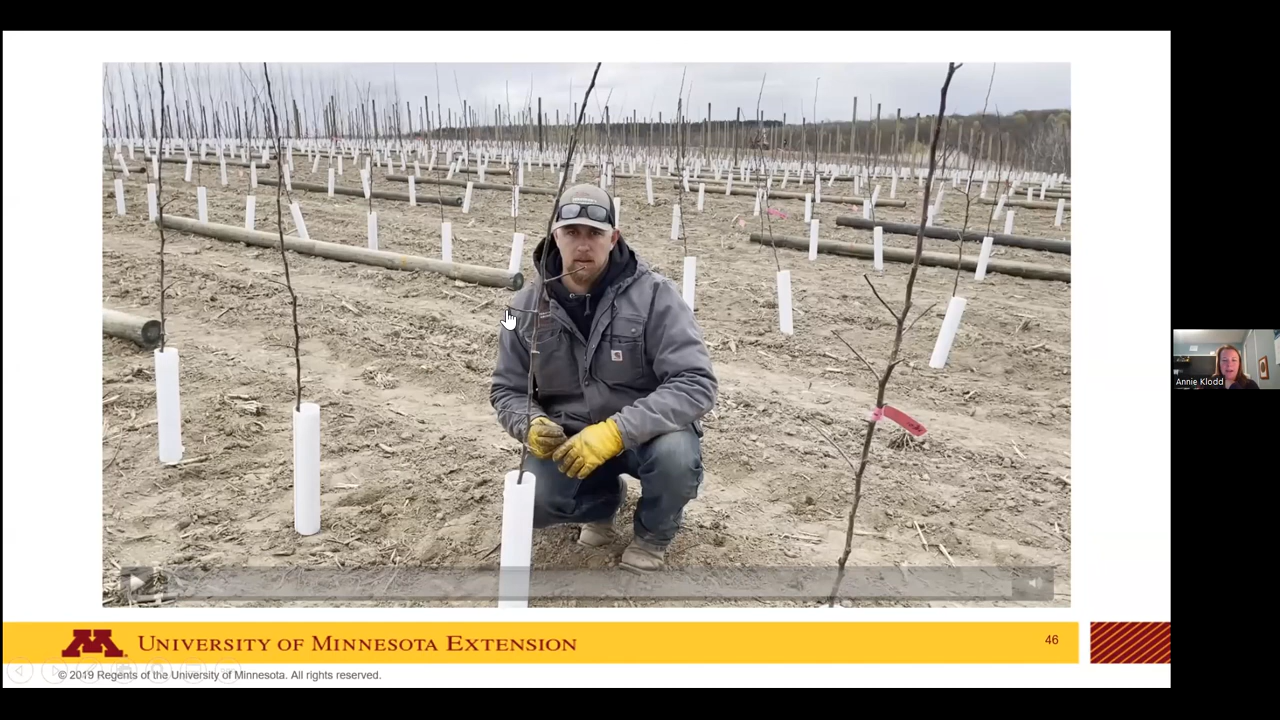 Annie Klodd
M
UNIVERSITY OF MINNESOTA EXTENSION
46
© 2019 Regents of the University of Minnesota. All rights reserved.